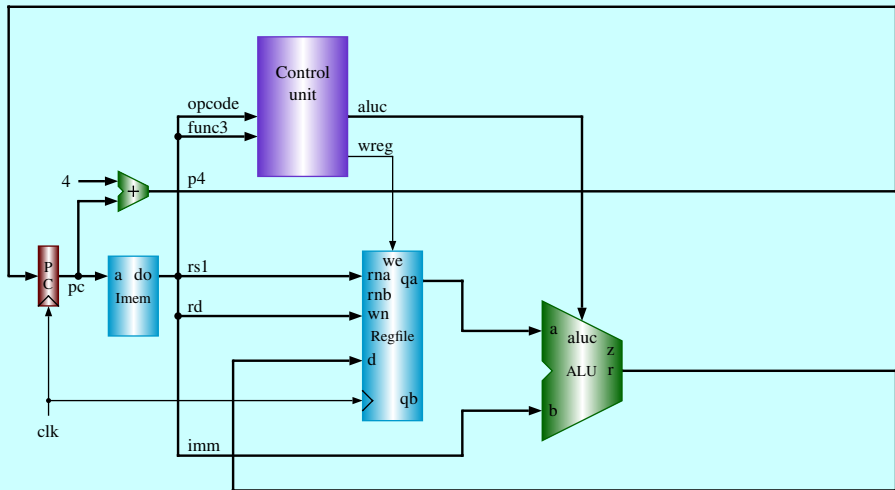 Control
unit
opcode
func3
aluc
wreg
4
+
p4
P
C
pc
a do
Imem
rs1
rd
we
rna qa
rnb
wn
Regfile
d
qb
a
aluc
z
ALU r
b
clk
imm